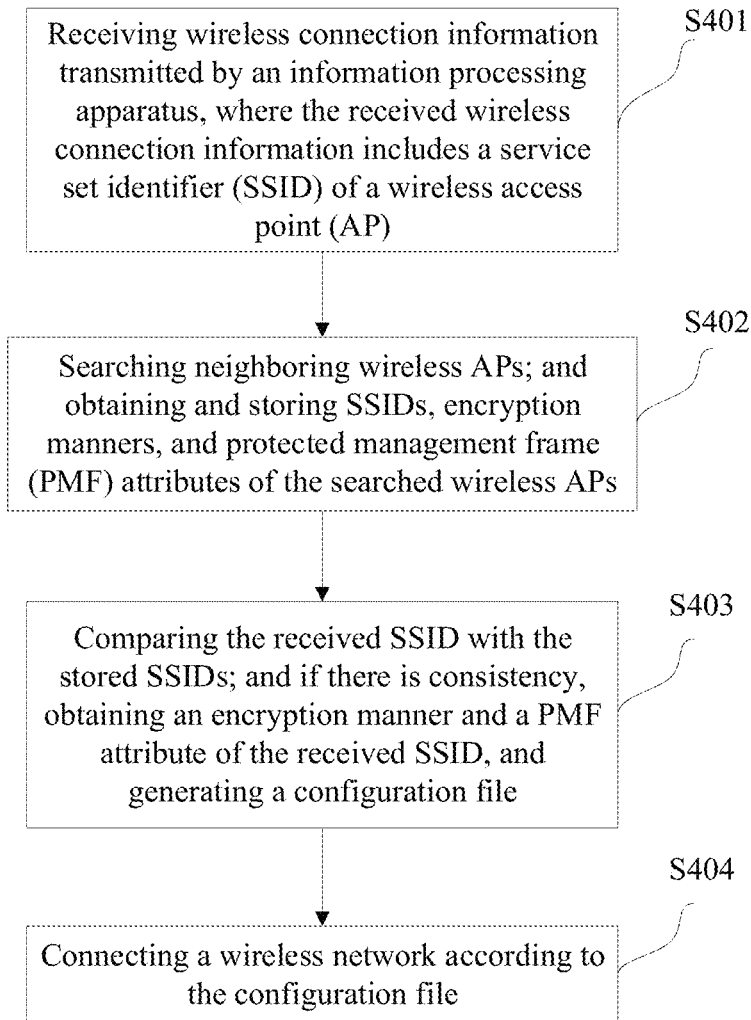 S401
Receiving wireless connection information
transmitted by an information processing
apparatus, where the received wireless
connection information includes a service
set identifier (SSID) of a wireless access
point (AP)
S402
Searching neighboring wireless APs; and
obtaining and storing SSIDs, encryption
manners, and protected management frame
(PMF) attributes of the searched wireless APs
S403
Comparing the received SSID with the
stored SSIDs; and if there is consistency,
obtaining an encryption manner and a PMF
attribute of the received SSID, and
generating a configuration file
S404
Connecting a wireless network according to
the configuration file